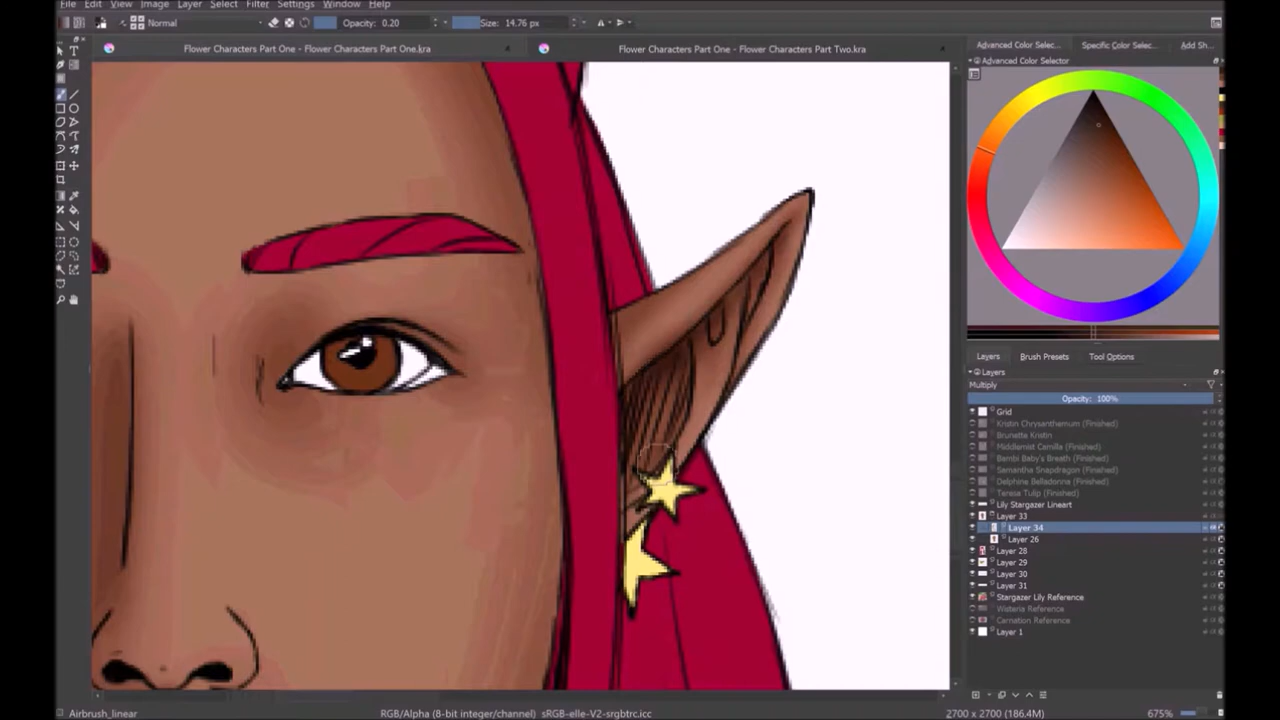 File Edit View Image Layer Select Filter Settings Window Help
Normal Opacity: 0.20 Size: 14.76 px
Flower Characters Part One - Flower Characters Part One.kra
Flower Characters Part One - Flower Characters Part Two.kra
Advanced Color Selec... Specific Color Selec... Add Sh...
Advanced Color Selector
Layers Brush Presets Tool Options
Layers
Multiply
Opacity: 100%
Grid
Kristin Chrysanthemum (Finished)
Brunetta Kristin
Middlemist Camilla (Finished)
Bambi Baby's Breath (Finished)
Samantha Snapdragon (Finished)
Delphine Belladonna (Finished)
Teresa Tulip (Finished)
Lily Stargazer Lineart
Layer 33
Layer 34
Layer 26
Layer 28
Layer 29
Layer 30
Layer 31
Stargazer Lily Reference
Wisteria Reference
Carnation Reference
Layer 1
Airbrush_linear
RGB/Alpha (8-bit integer/channel) sRGB-elle-V2-srgbtrc.icc
2700 x 2700 (186.4M)
675%